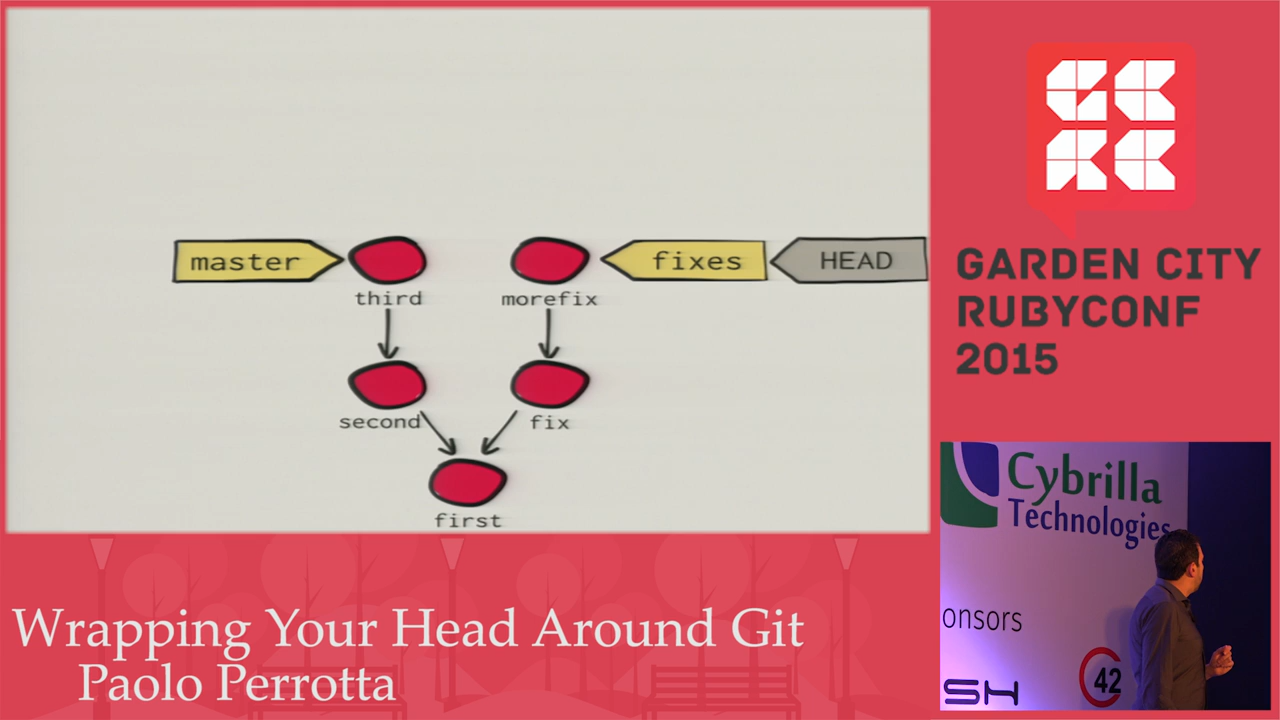 master
fixes
HEAD
third
morefix
second
fix
first
GARDEN CITY
RUBYCONF
2015
Cybrilla
Technologies
onsors
SH
42
Wrapping Your Head Around Git
Paolo Perrotta